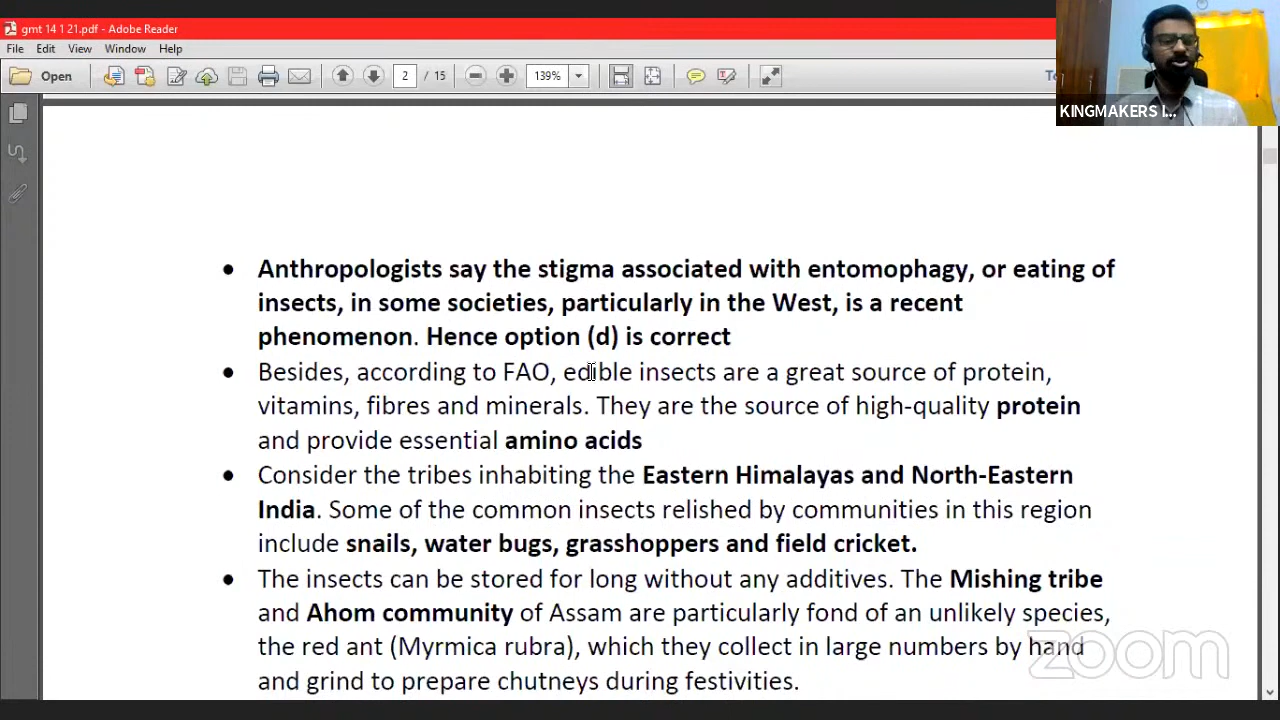 gmt 14 1 21.pdf - Adobe Reader
File Edit View Window Help
Open 2 / 15 139%
KINGMAKERS I...
• Anthropologists say the stigma associated with entomophagy, or eating of
insects, in some societies, particularly in the West, is a recent
phenomenon. Hence option (d) is correct
• Besides, according to FAO, edible insects are a great source of protein,
vitamins, fibres and minerals. They are the source of high-quality protein
and provide essential amino acids
• Consider the tribes inhabiting the Eastern Himalayas and North-Eastern
India. Some of the common insects relished by communities in this region
include snails, water bugs, grasshoppers and field cricket.
• The insects can be stored for long without any additives. The Mishing tribe
and Ahom community of Assam are particularly fond of an unlikely species,
the red ant (Myrmica rubra), which they collect in large numbers by hand
and grind to prepare chutneys during festivities.
zoom